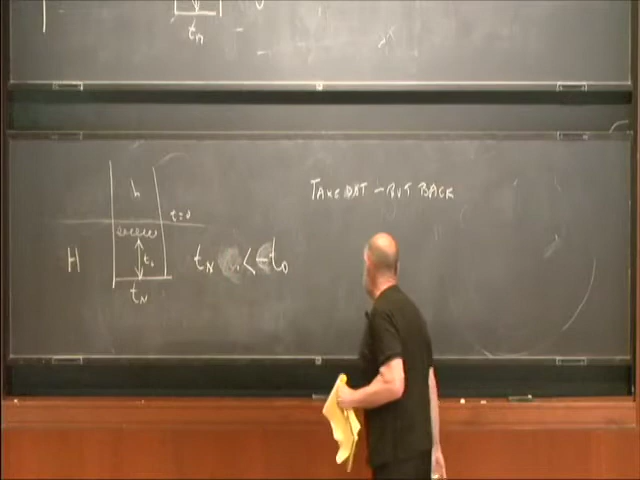 t_N
h
t=0
TAKE OUT - PUT BACK
H
t_0
t_N < -t_0
t_N